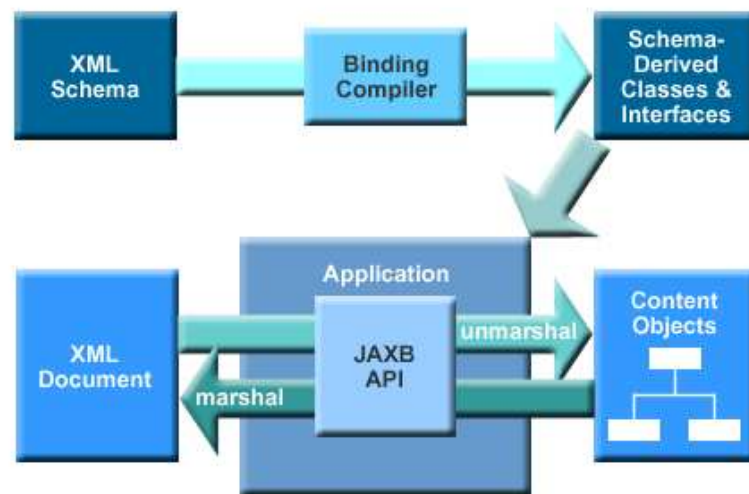 XML
Schema
Binding
Compiler
Schema-
Derived
Classes &
Interfaces
Application
XML
Document
JAXB
API
unmarshal
marshal
Content
Objects